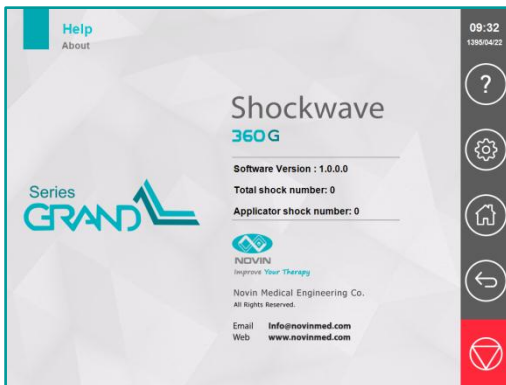 Help
About
09:32
1395/04/22
?
Shockwave
360G
Software Version : 1.0.0.0
Total shock number: 0
Applicator shock number: 0
Series
GRAND
NOVIN
Improve Your Therapy
Novin Medical Engineering Co.
All Rights Reserved.
Email Info@novinmed.com
Web www.novinmed.com